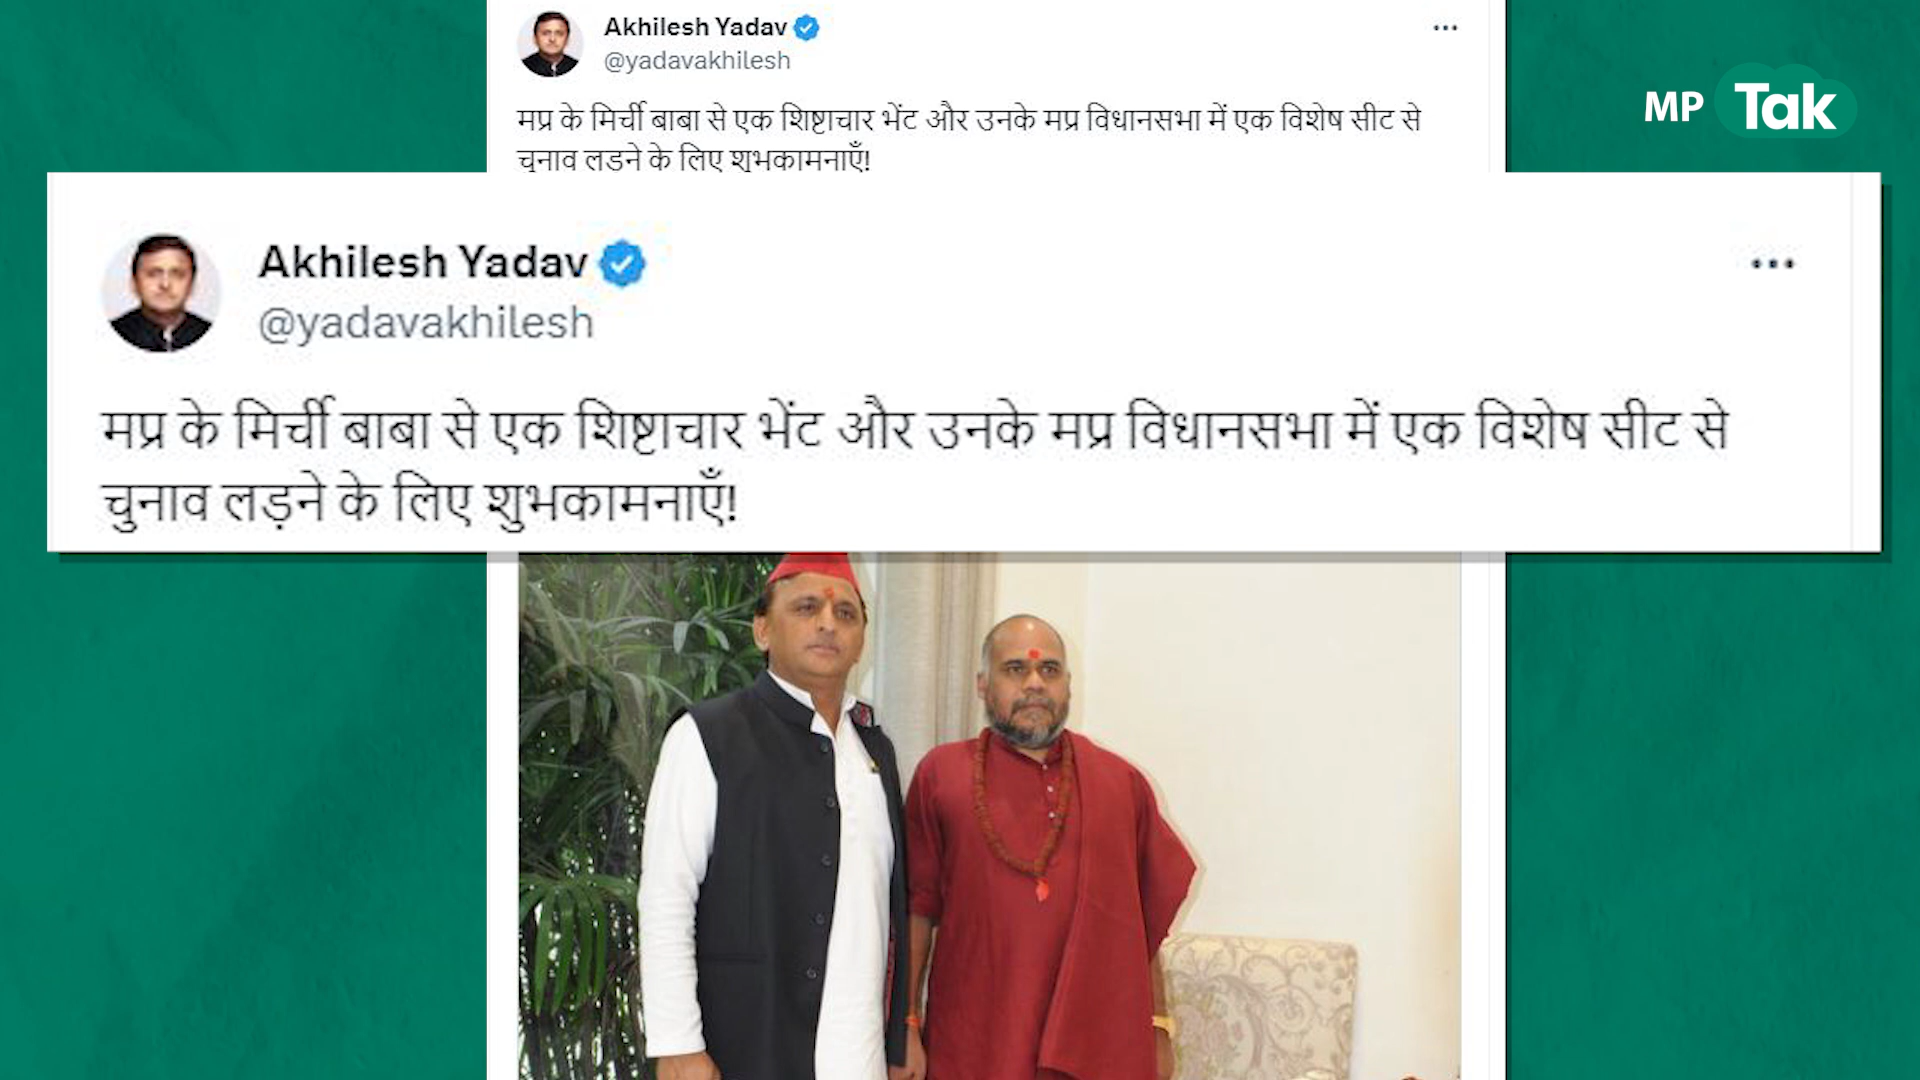 Akhilesh Yadav
@yadavakhilesh
मप्र के मिर्ची बाबा से एक शिष्टाचार भेंट और उनके मप्र विधानसभा में एक विशेष सीट से
चुनाव लड़ने के लिए शुभकामनाएँ!
MP Tak
Akhilesh Yadav
@yadavakhilesh
मप्र के मिर्ची बाबा से एक शिष्टाचार भेंट और उनके मप्र विधानसभा में एक विशेष सीट से
चुनाव लड़ने के लिए शुभकामनाएँ!